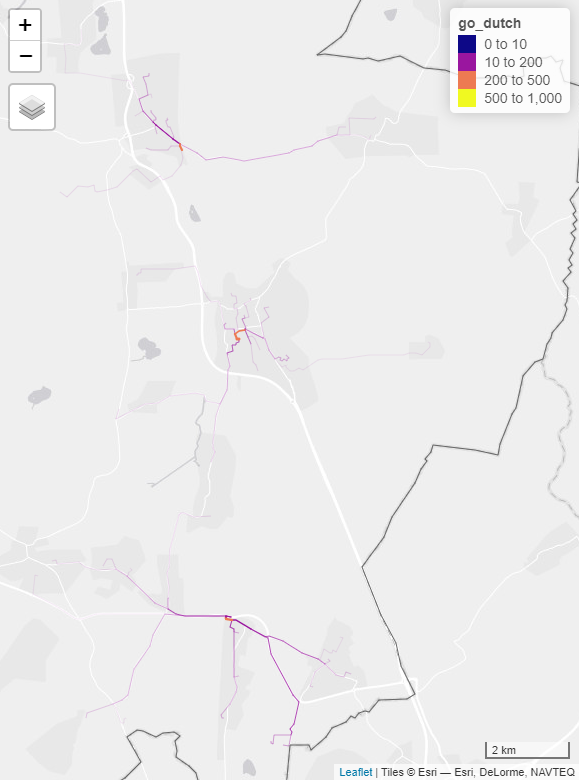 +
−
go_dutch
0 to 10
10 to 200
200 to 500
500 to 1,000
2 km
Leaflet | Tiles © Esri — Esri, DeLorme, NAVTEQ